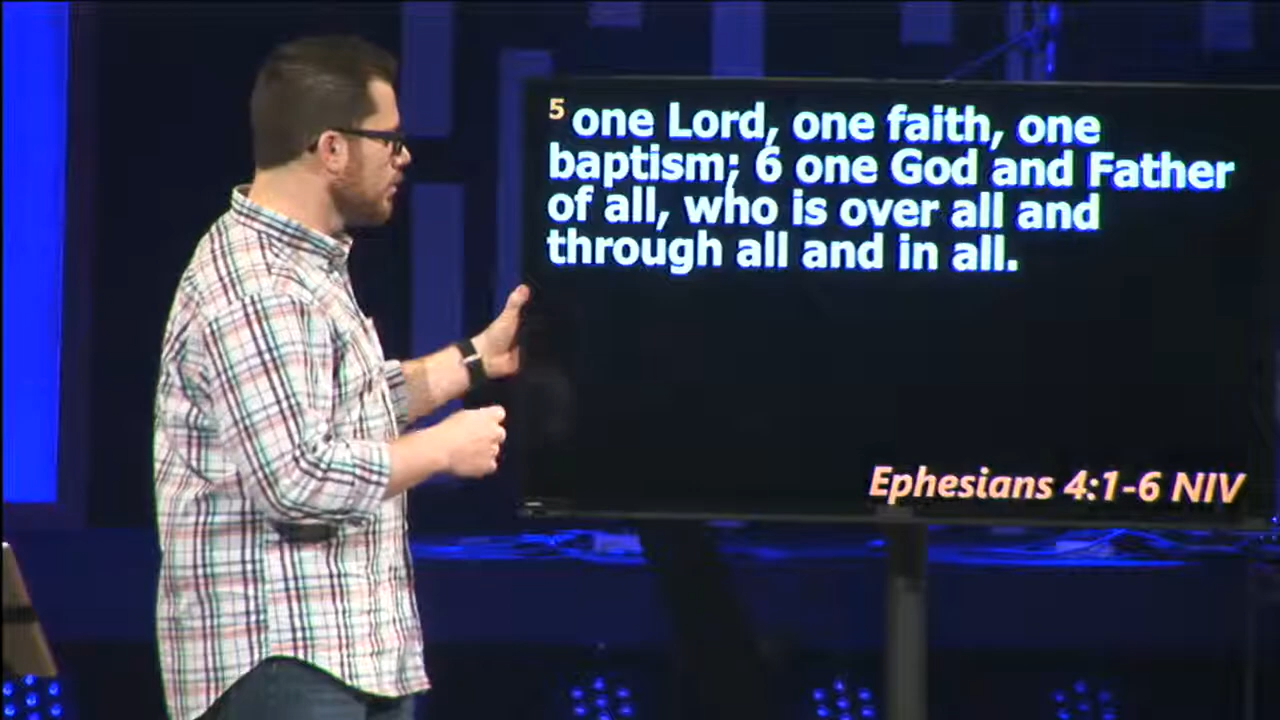 5 one Lord, one faith, one
baptism; 6 one God and Father
of all, who is over all and
through all and in all.
Ephesians 4:1-6 NIV